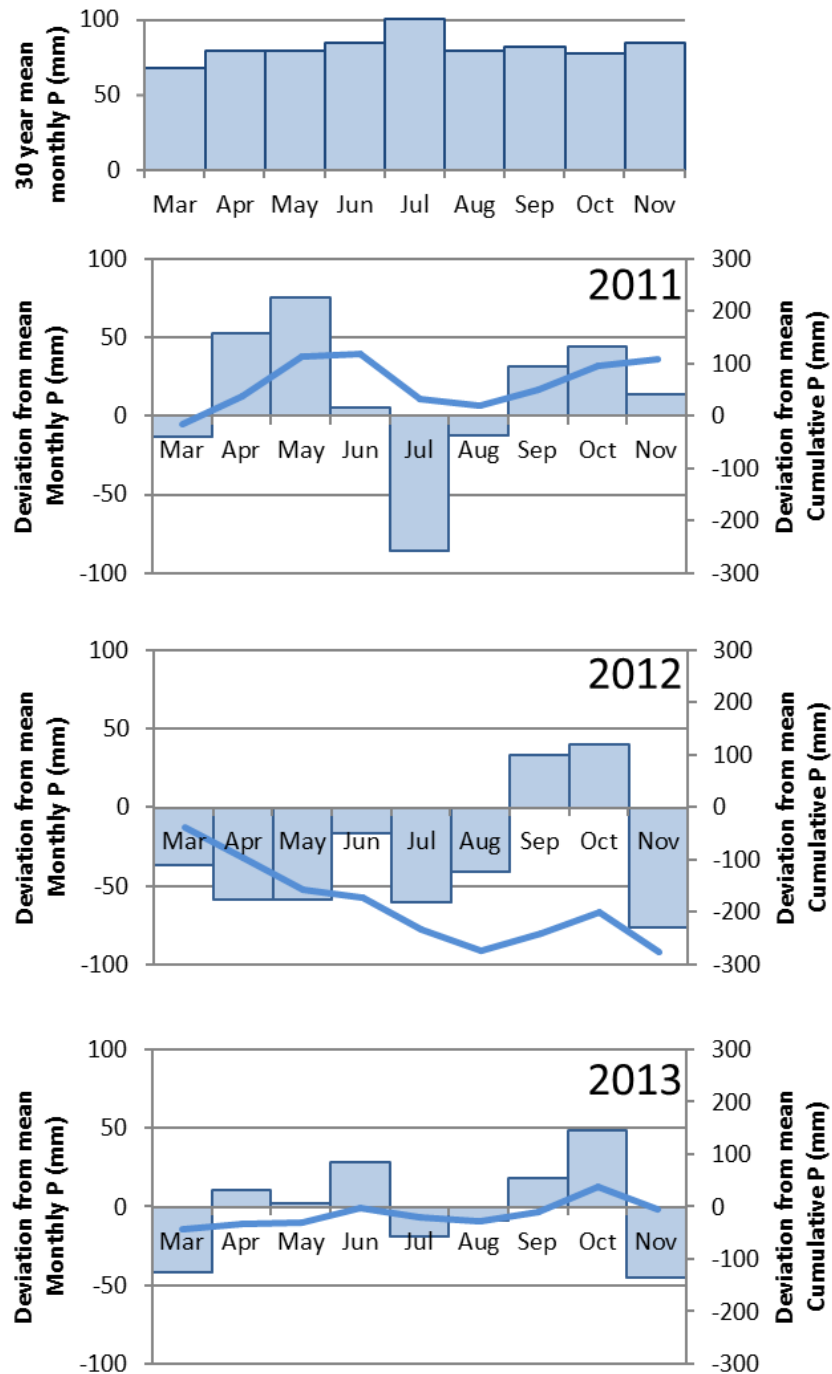 30 year mean
monthly P (mm)
100
50
0
Mar Apr May Jun Jul Aug Sep Oct Nov
2011
Deviation from mean
Monthly P (mm)
100
50
0
-50
-100
Mar Apr May Jun Jul Aug Sep Oct Nov
300
200
100
0
-100
-200
-300
Deviation from mean
Cumulative P (mm)
2012
Deviation from mean
Monthly P (mm)
100
50
0
-50
-100
Mar Apr May Jun Jul Aug Sep Oct Nov
300
200
100
0
-100
-200
-300
Deviation from mean
Cumulative P (mm)
2013
Deviation from mean
Monthly P (mm)
100
50
0
-50
-100
Mar Apr May Jun Jul Aug Sep Oct Nov
300
200
100
0
-100
-200
-300
Deviation from mean
Cumulative P (mm)